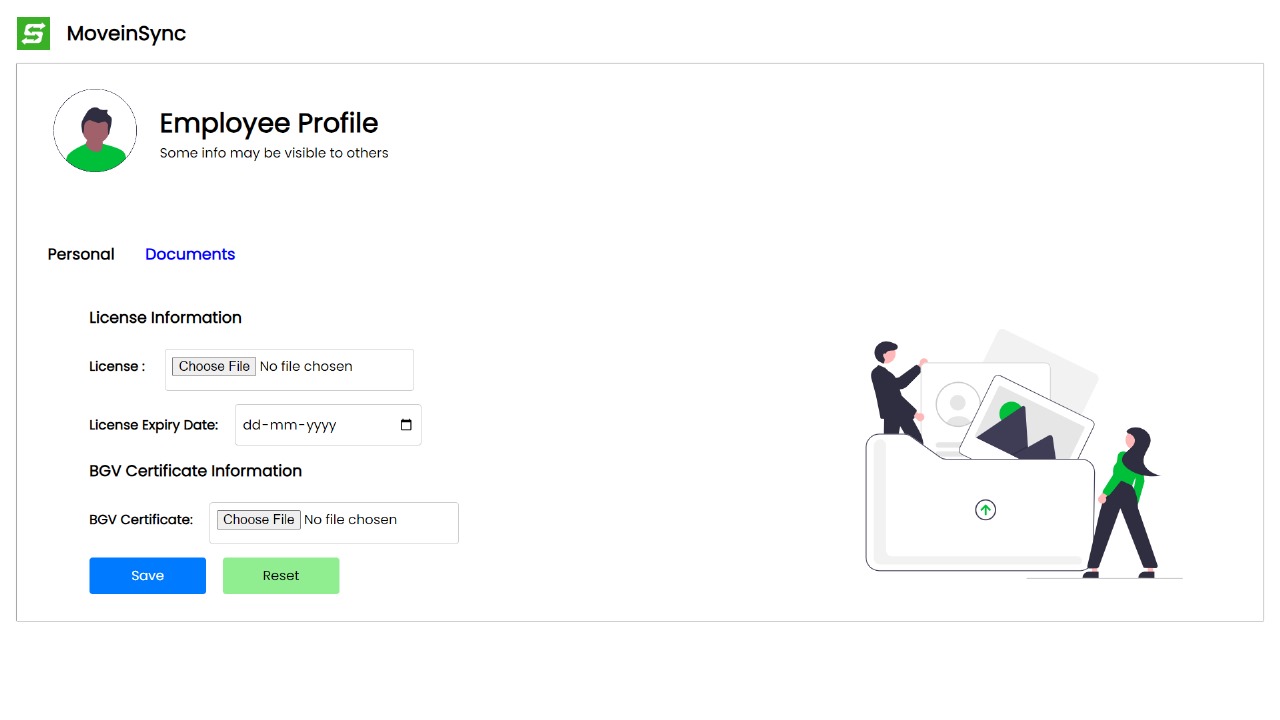 MoveinSync
Employee Profile
Some info may be visible to others
Personal Documents
License Information
License : Choose File No file chosen
License Expiry Date: dd-mm-yyyy
BGV Certificate Information
BGV Certificate: Choose File No file chosen
Save Reset